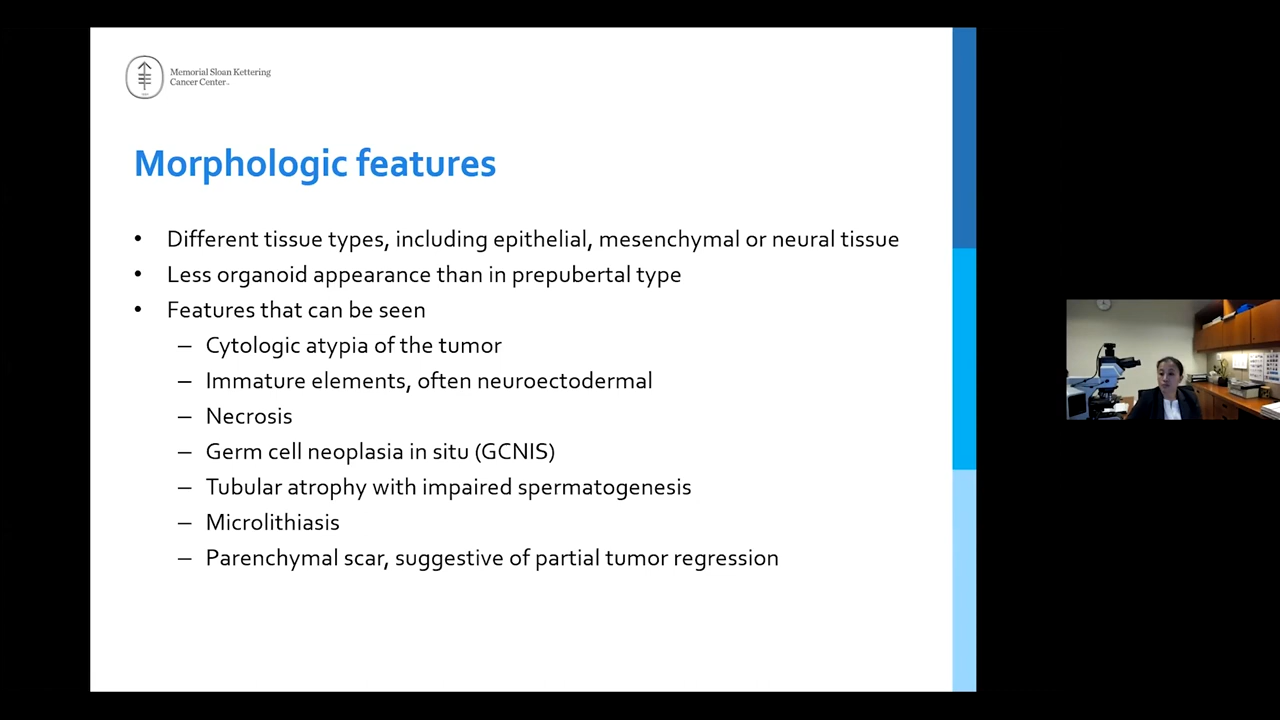 Memorial Sloan Kettering
Cancer Center
Morphologic features
• Different tissue types, including epithelial, mesenchymal or neural tissue
• Less organoid appearance than in prepubertal type
• Features that can be seen
– Cytologic atypia of the tumor
– Immature elements, often neuroectodermal
– Necrosis
– Germ cell neoplasia in situ (GCNIS)
– Tubular atrophy with impaired spermatogenesis
– Microlithiasis
– Parenchymal scar, suggestive of partial tumor regression